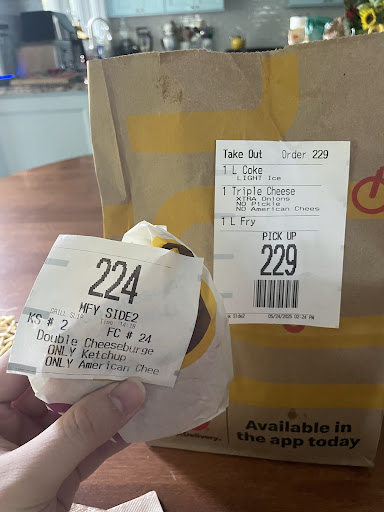 Take Out Order 229
1 L Coke
LIGHT Ice
1 Triple Cheese
XTRA Onions
NO Pickle
NO American Chees
1 L Fry
PICK UP
229
224
MFY SIDE2
GRILL SLIP
KS # 2 FC # 24
Double Cheeseburge
ONLY Ketchup
ONLY American Chee
Available in
the app today